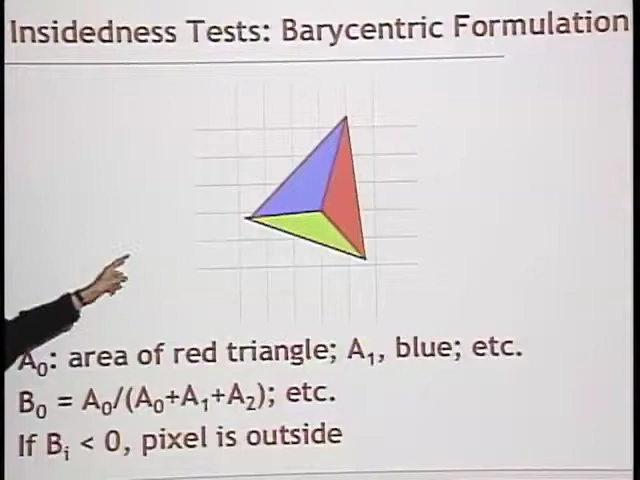 Insidedness Tests: Barycentric Formulation
A₀: area of red triangle; A₁, blue; etc.
B₀ = A₀/(A₀+A₁+A₂); etc.
If Bᵢ < 0, pixel is outside